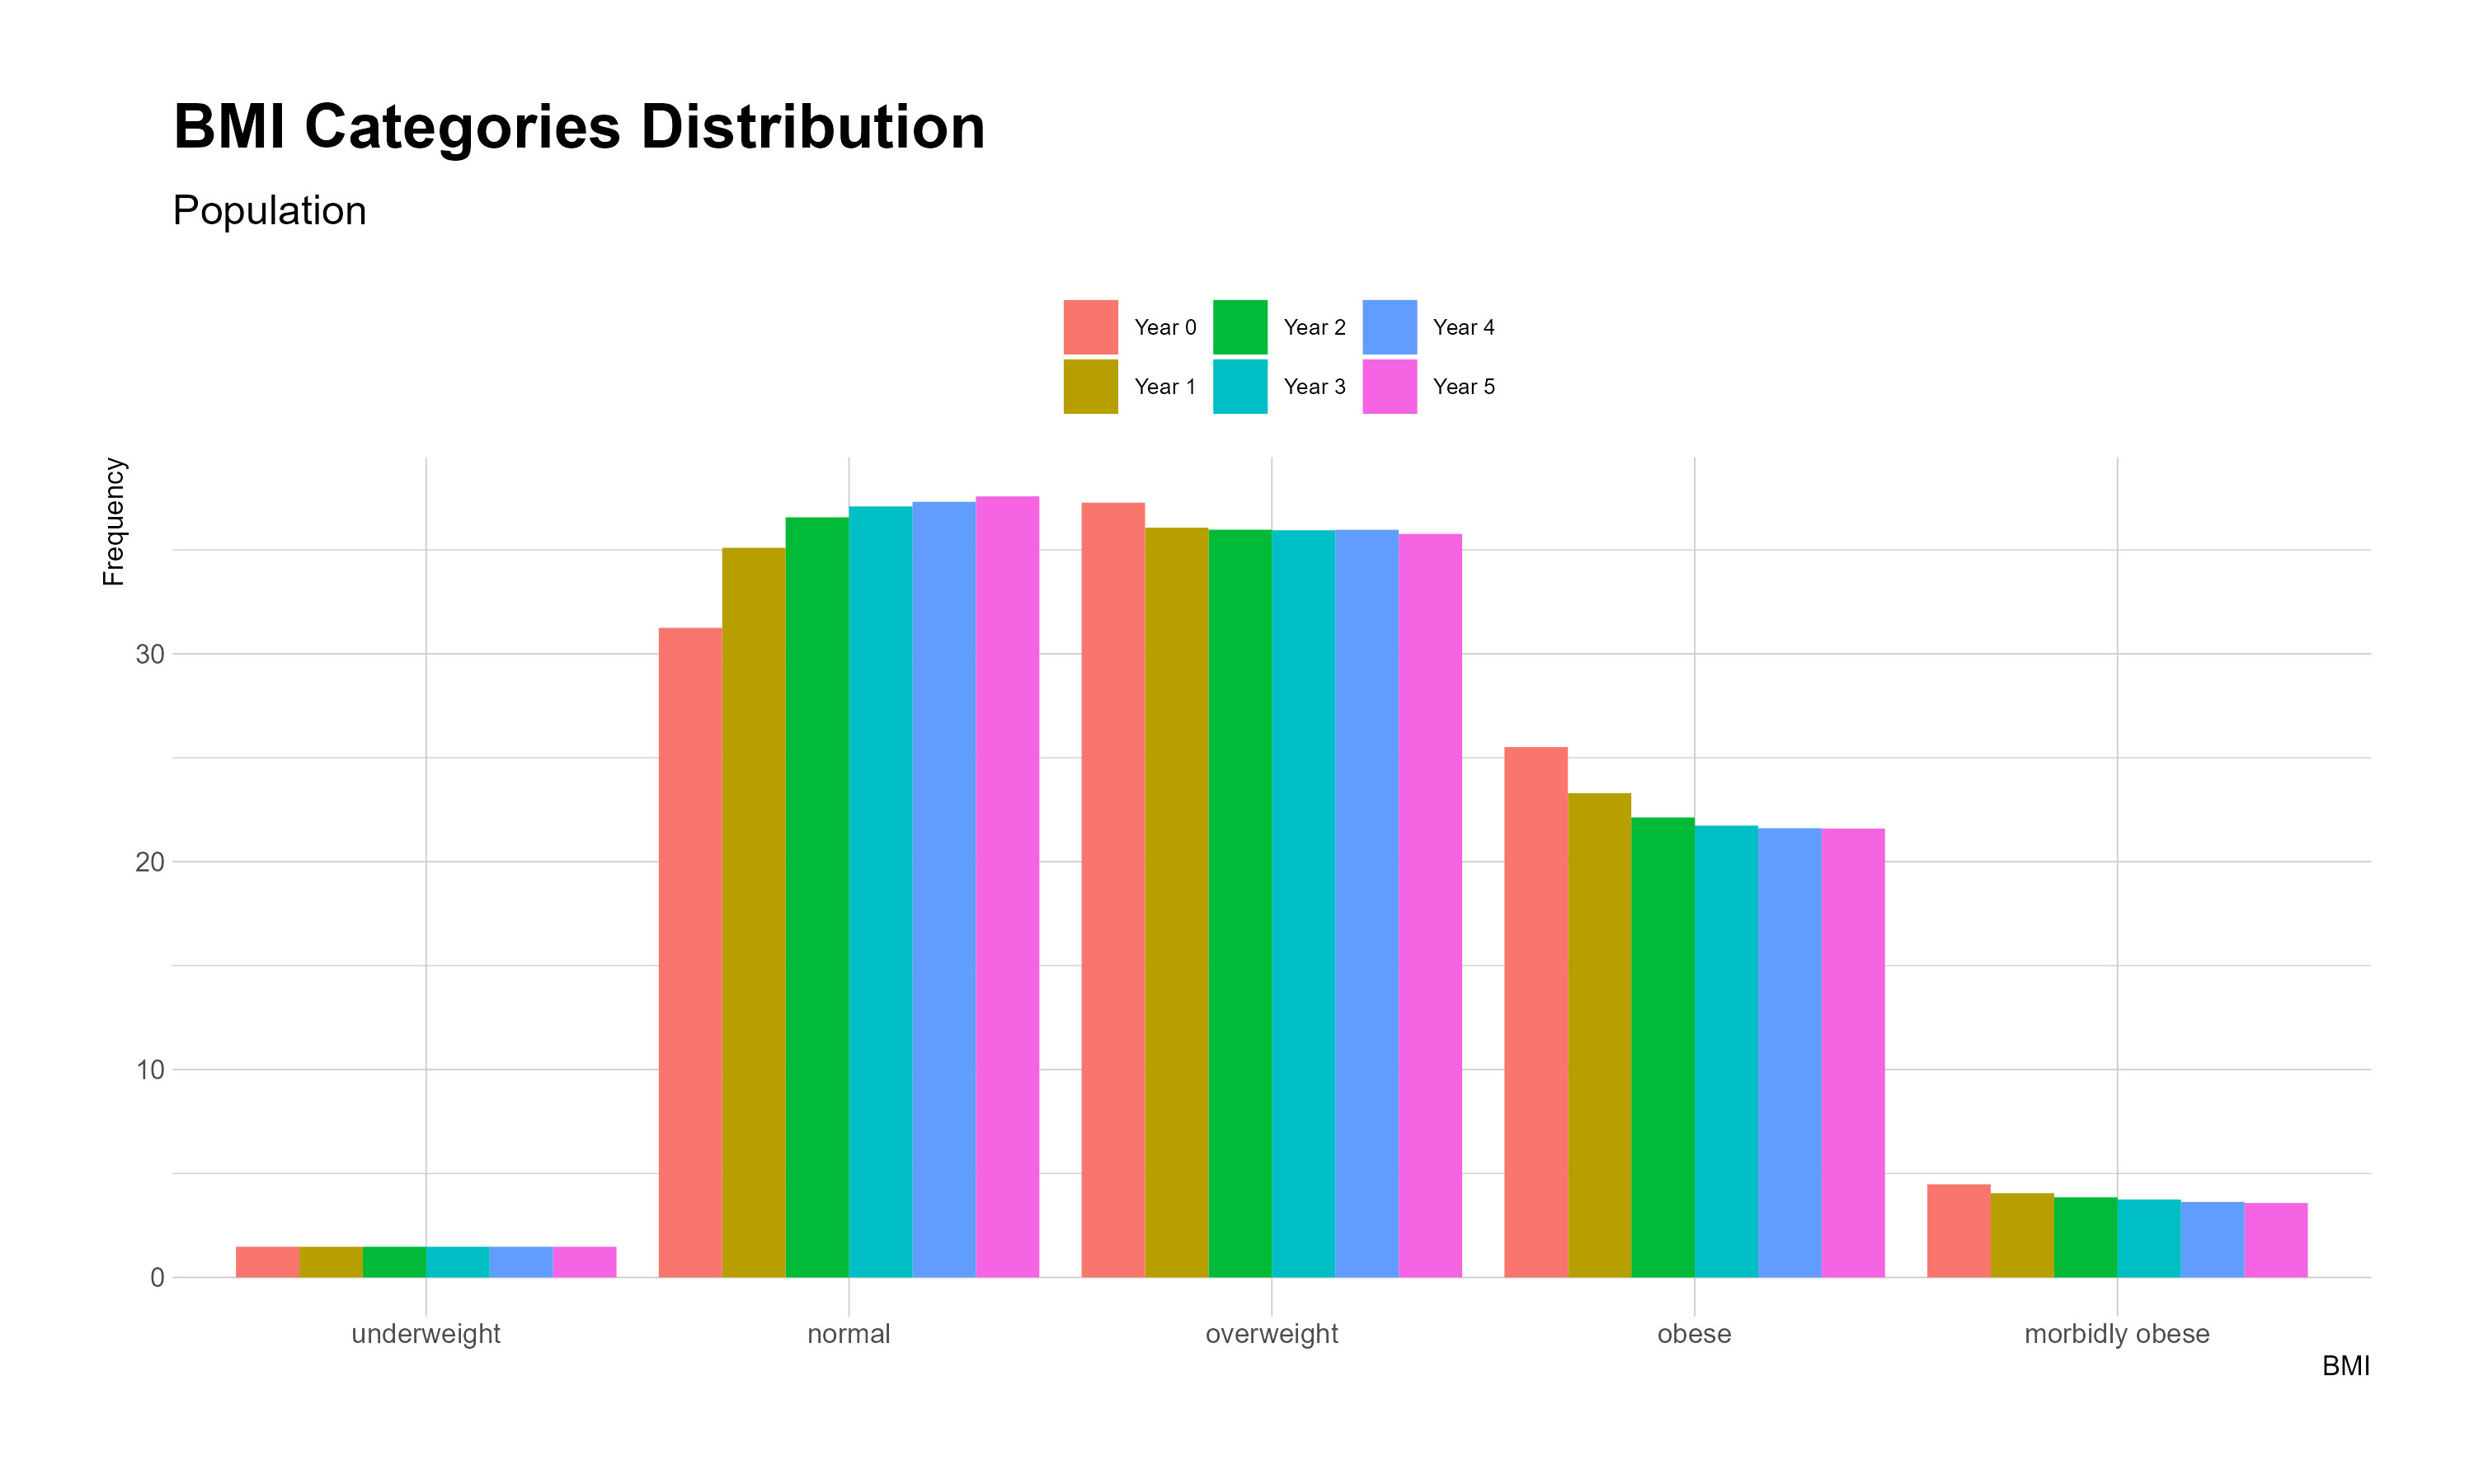 BMI Categories Distribution
Population
Year 0 Year 2 Year 4
Year 1 Year 3 Year 5
Frequency
30
20
10
0
underweight normal overweight obese morbidly obese
BMI